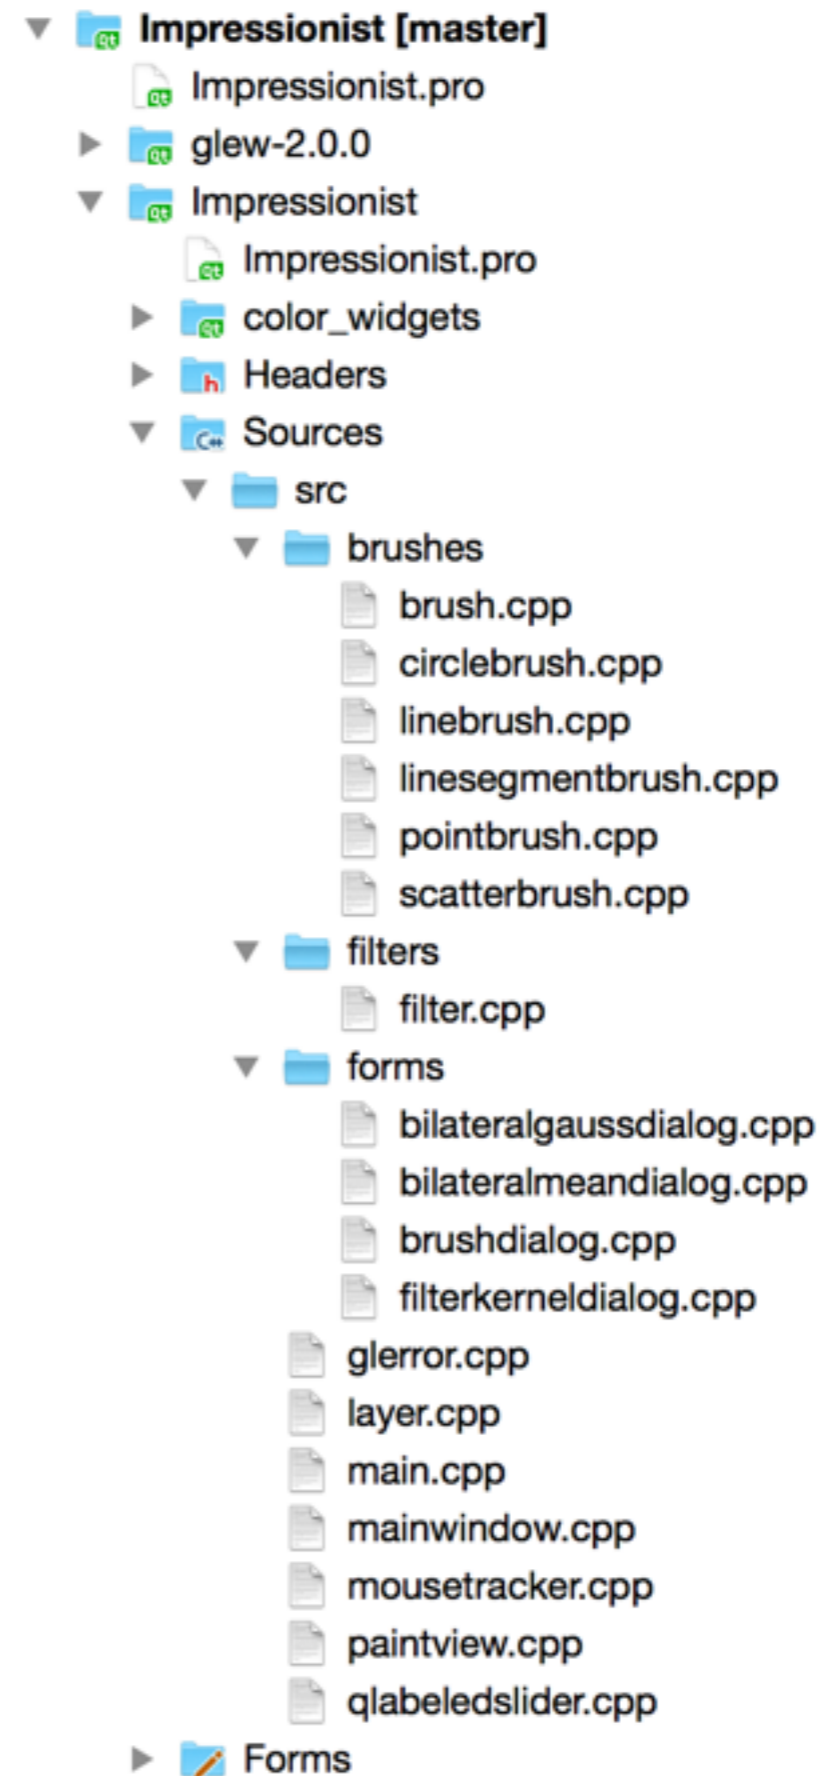 Impressionist [master]
Impressionist.pro
glew-2.0.0
Impressionist
Impressionist.pro
color_widgets
Headers
Sources
src
brushes
brush.cpp
circlebrush.cpp
linebrush.cpp
linesegmentbrush.cpp
pointbrush.cpp
scatterbrush.cpp
filters
filter.cpp
forms
bilateralgaussdialog.cpp
bilateralmeandialog.cpp
brushdialog.cpp
filterkerneldialog.cpp
glerror.cpp
layer.cpp
main.cpp
mainwindow.cpp
mousetracker.cpp
paintview.cpp
qlabeledslider.cpp
Forms